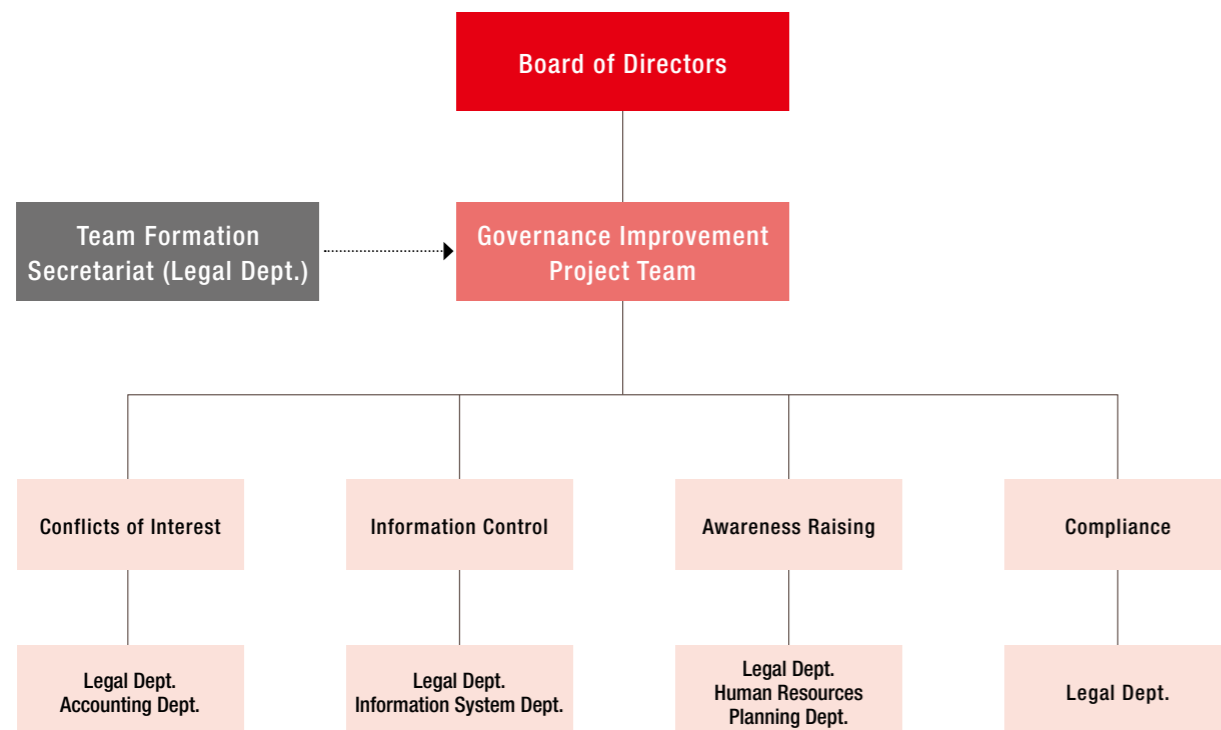 Board of Directors
Team Formation
Secretariat (Legal Dept.)
Governance Improvement
Project Team
Conflicts of Interest
Information Control
Awareness Raising
Compliance
Legal Dept.
Accounting Dept.
Legal Dept.
Information System Dept.
Legal Dept.
Human Resources
Planning Dept.
Legal Dept.